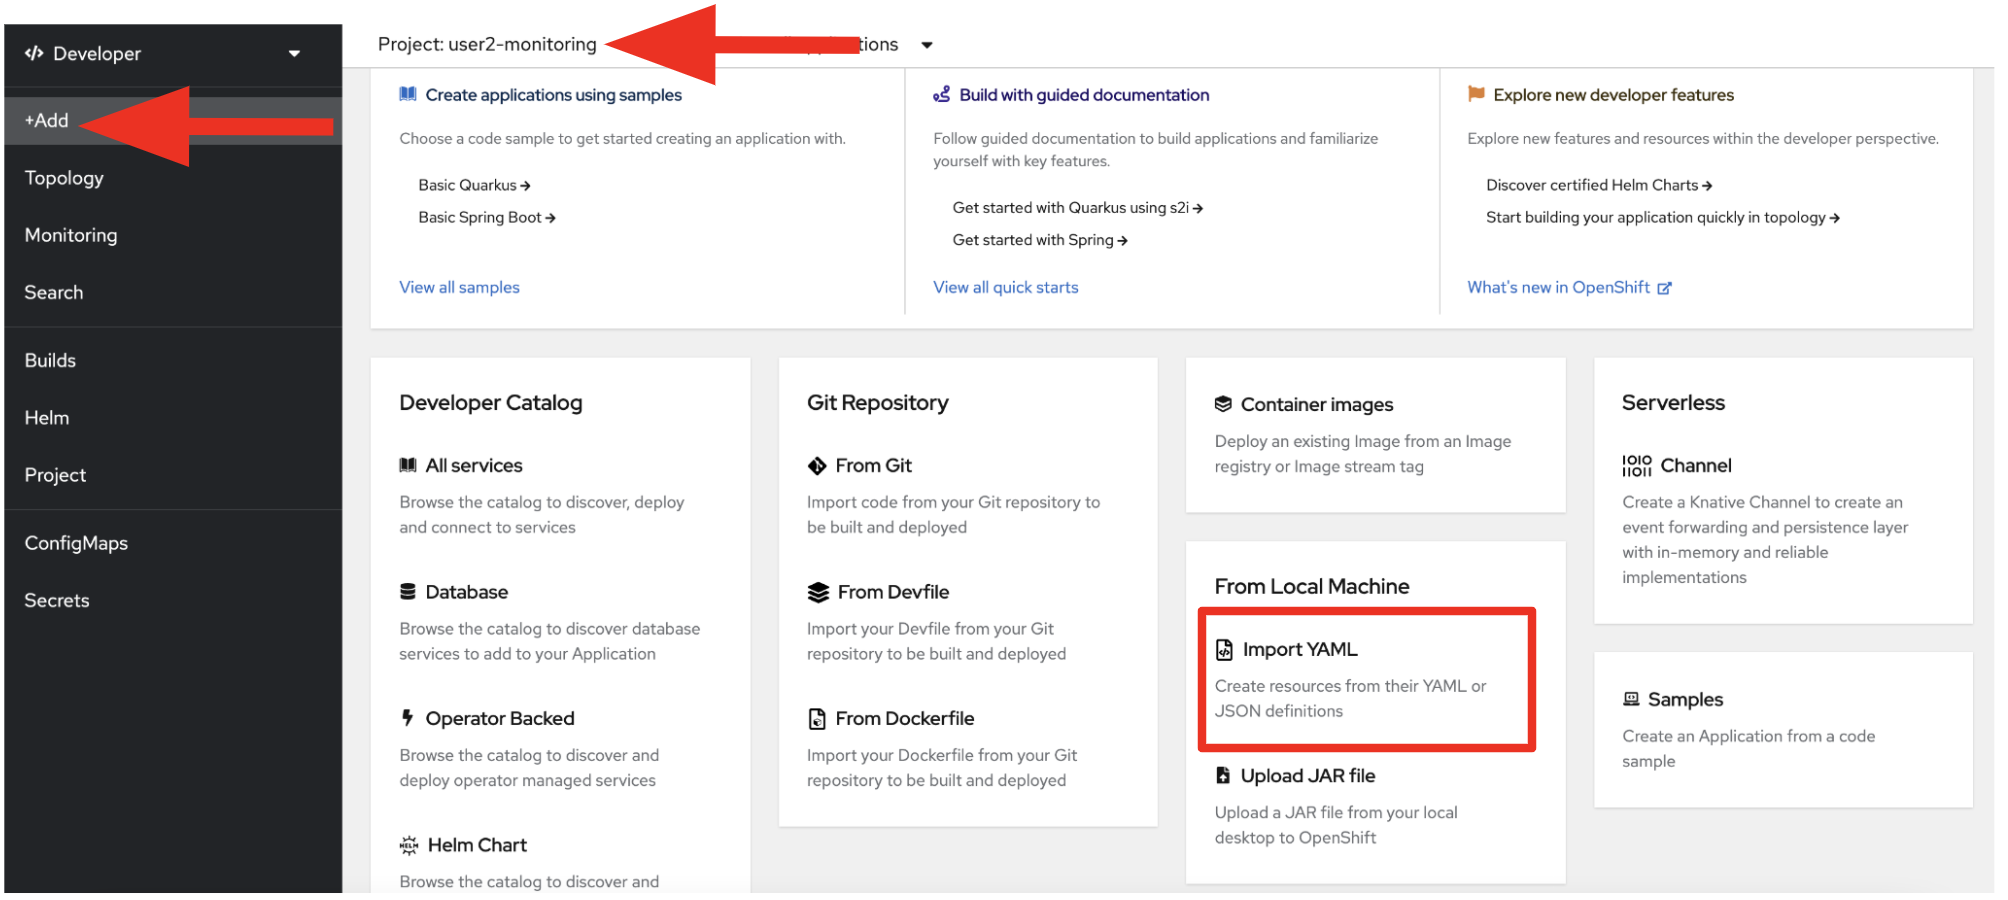 Developer
+Add
Topology
Monitoring
Search
Builds
Helm
Project
ConfigMaps
Secrets
Project: user2-monitoring
Create applications using samples
Choose a code sample to get started creating an application with.
Basic Quarkus
Basic Spring Boot
View all samples
Build with guided documentation
Follow guided documentation to build applications and familiarize
yourself with key features.
Get started with Quarkus using s2i
Get started with Spring
View all quick starts
Explore new developer features
Explore new features and resources within the developer perspective.
Discover certified Helm Charts
Start building your application quickly in topology
What's new in OpenShift
Developer Catalog
All services
Browse the catalog to discover, deploy
and connect to services
Database
Browse the catalog to discover database
services to add to your Application
Operator Backed
Browse the catalog to discover and
deploy operator managed services
HELM
Helm Chart
Browse the catalog to discover and
Git Repository
From Git
Import code from your Git repository to
be built and deployed
From Devfile
Import your Devfile from your Git
repository to be built and deployed
From Dockerfile
Import your Dockerfile from your Git
repository to be built and deployed
Container images
Deploy an existing Image from an Image
registry or Image stream tag
From Local Machine
Import YAML
Create resources from their YAML or
JSON definitions
Upload JAR file
Upload a JAR file from your local
desktop to OpenShift
Serverless
Channel
Create a Knative Channel to create an
event forwarding and persistence layer
with in-memory and reliable
implementations
Samples
Create an Application from a code
sample